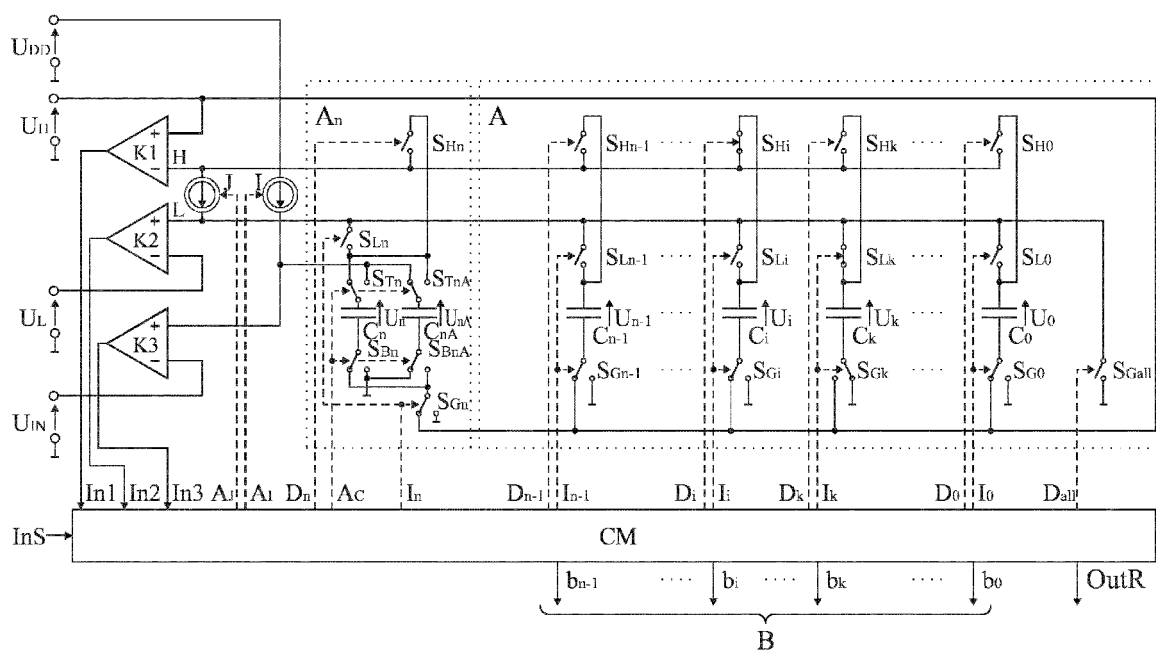 UDD
UH
An
A
K1
+
−
H
SHn
SHn-1
SHi
SHk
SH0
J
I
L
K2
+
−
SLn
SLn-1
SLi
SLk
SL0
STn
STnA
UL
K3
+
−
Un
UnA
Un-1
Ui
Uk
U0
Cn
CnA
Cn-1
Ci
Ck
C0
SBn
SBnA
SGn
SGn-1
SGi
SGk
SG0
SGall
UIN
In1 In2 In3 AJ AI Dn AC In Dn-1 In-1 Di Ii Dk Ik D0 I0 Dall
InS
CM
bn-1 bi bk b0 OutR
B